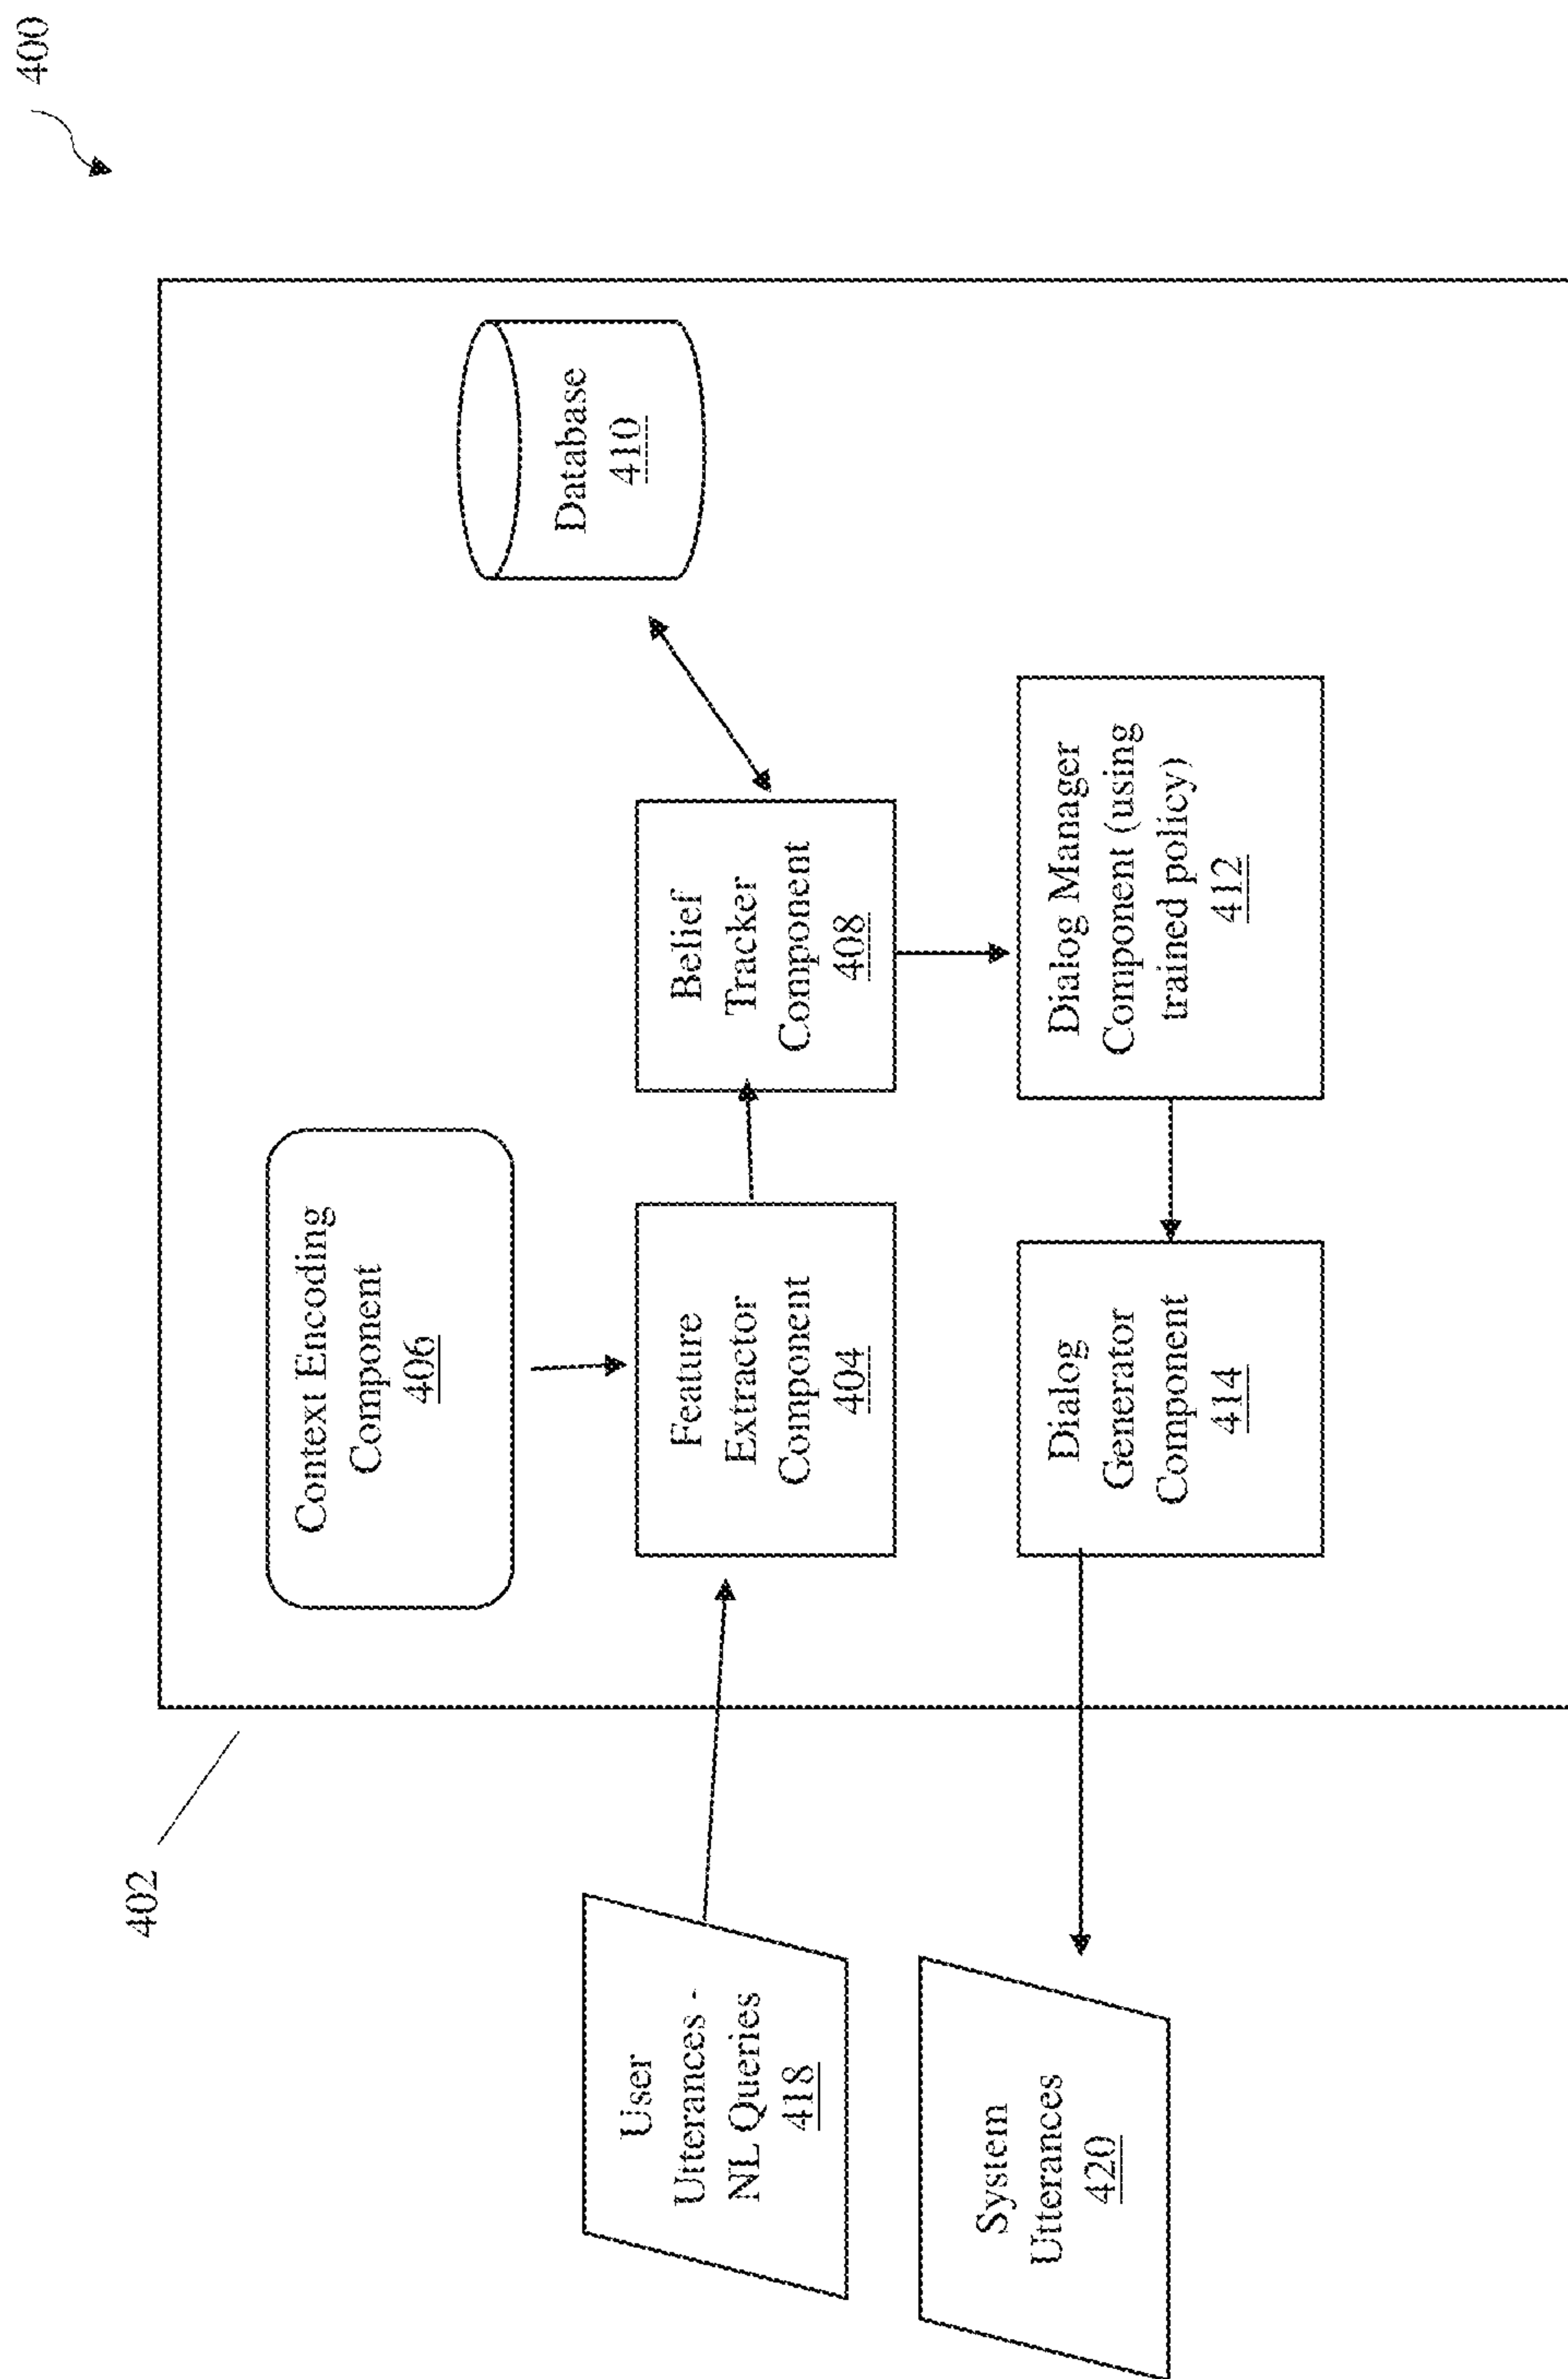 400
402
Context Encoding
Component
406
Database
410
User
Utterances -
NL Queries
418
Feature
Extractor
Component
404
Belief
Tracker
Component
408
System
Utterances
420
Dialog
Generator
Component
414
Dialog Manager
Component (using
trained policy)
412